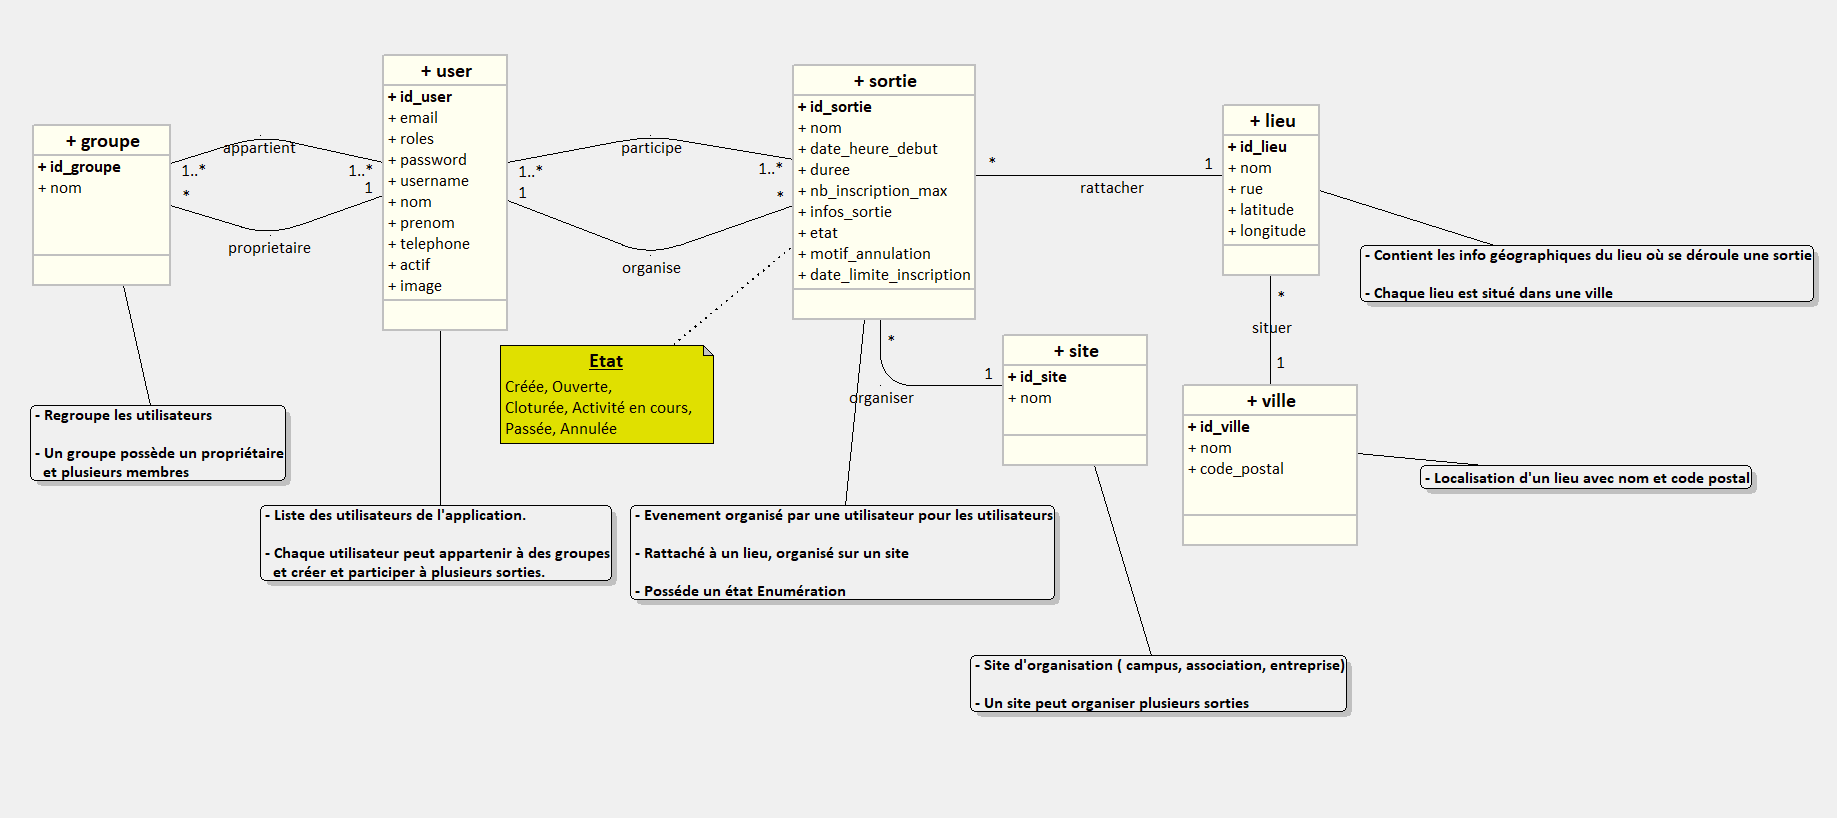 + groupe
+ id_groupe
+ nom
appartient
1..*
1..*
*
1
proprietaire
+ user
+ id_user
+ email
+ roles
+ password
+ username
+ nom
+ prenom
+ telephone
+ actif
+ image
participe
1..*
1..*
1
*
organise
+ sortie
+ id_sortie
+ nom
+ date_heure_debut
+ duree
+ nb_inscription_max
+ infos_sortie
+ etat
+ motif_annulation
+ date_limite_inscription
*
1
rattacher
+ lieu
+ id_lieu
+ nom
+ rue
+ latitude
+ longitude
- Contient les info géographiques du lieu où se déroule une sortie
- Chaque lieu est situé dans une ville
*
situer
1
Etat
Créée, Ouverte,
Cloturée, Activité en cours,
Passée, Annulée
*
1
organiser
+ site
+ id_site
+ nom
+ ville
+ id_ville
+ nom
+ code_postal
- Localisation d'un lieu avec nom et code postal
- Regroupe les utilisateurs
- Un groupe possède un propriétaire
et plusieurs membres
- Liste des utilisateurs de l'application.
- Chaque utilisateur peut appartenir à des groupes
et créer et participer à plusieurs sorties.
- Evenement organisé par une utilisateur pour les utilisateurs
- Rattaché à un lieu, organisé sur un site
- Posséde un état Enumération
- Site d'organisation ( campus, association, entreprise)
- Un site peut organiser plusieurs sorties